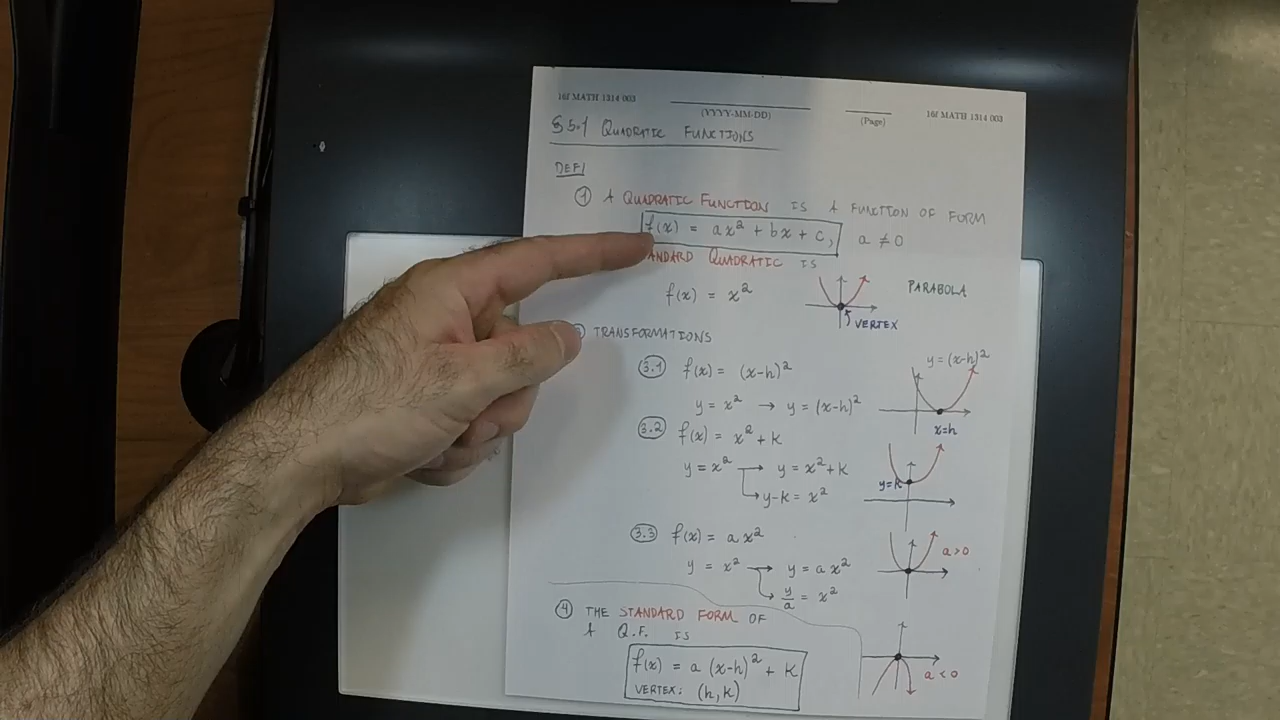 16f MATH 1314 003
(YYYY-MM-DD)
(Page)
16f MATH 1314 003
§5.1 QUADRATIC FUNCTIONS
DEF/
① A QUADRATIC FUNCTION IS A FUNCTION OF FORM
f(x) = ax² + bx + c, a ≠ 0
QUADRATIC IS
f(x) = x²
PARABOLA
VERTEX
TRANSFORMATIONS
3.1 f(x) = (x-h)²
y = (x-h)²
y = x² → y = (x-h)²
x=h
3.2 f(x) = x² + k
y = x² → y = x²+k
y=k
↳ y-k = x²
3.3 f(x) = a x²
y = x² → y = a x²
a>0
↳ y/a = x²
④ THE STANDARD FORM OF
A Q.F. IS
f(x) = a (x-h)² + k
VERTEX: (h,k)
a<0